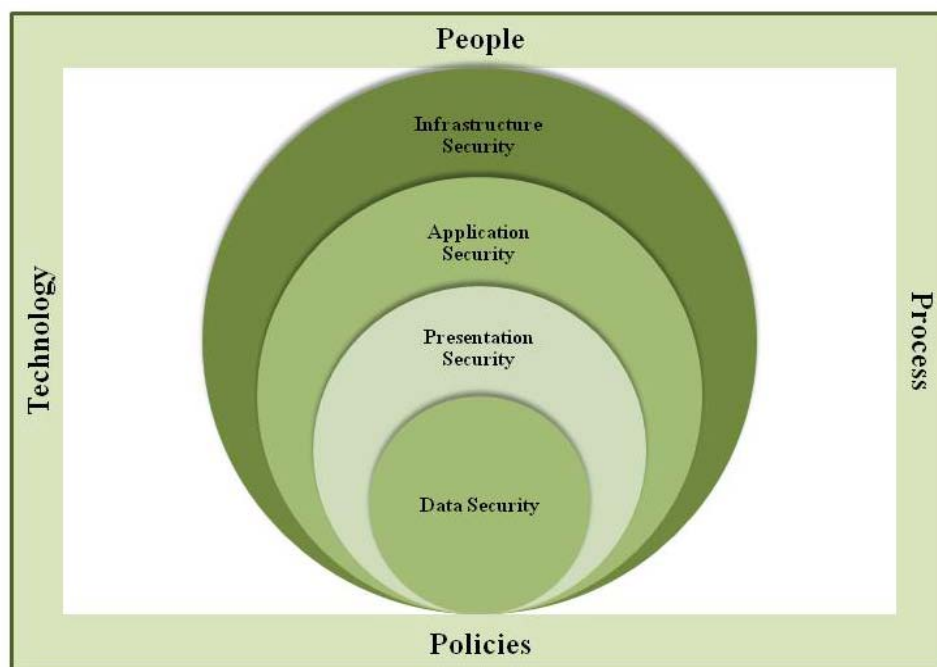 People
Infrastructure
Security
Application
Security
Technology
Process
Presentation
Security
Data Security
Policies